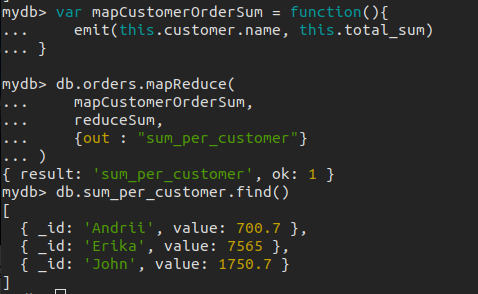 mydb> var mapCustomerOrderSum = function(){
...     emit(this.customer.name, this.total_sum)
... }

mydb> db.orders.mapReduce(
...     mapCustomerOrderSum,
...     reduceSum,
...     {out : "sum_per_customer"}
... )
{ result: 'sum_per_customer', ok: 1 }
mydb> db.sum_per_customer.find()
[
  { _id: 'Andrii', value: 700.7 },
  { _id: 'Erika', value: 7565 },
  { _id: 'John', value: 1750.7 }
]